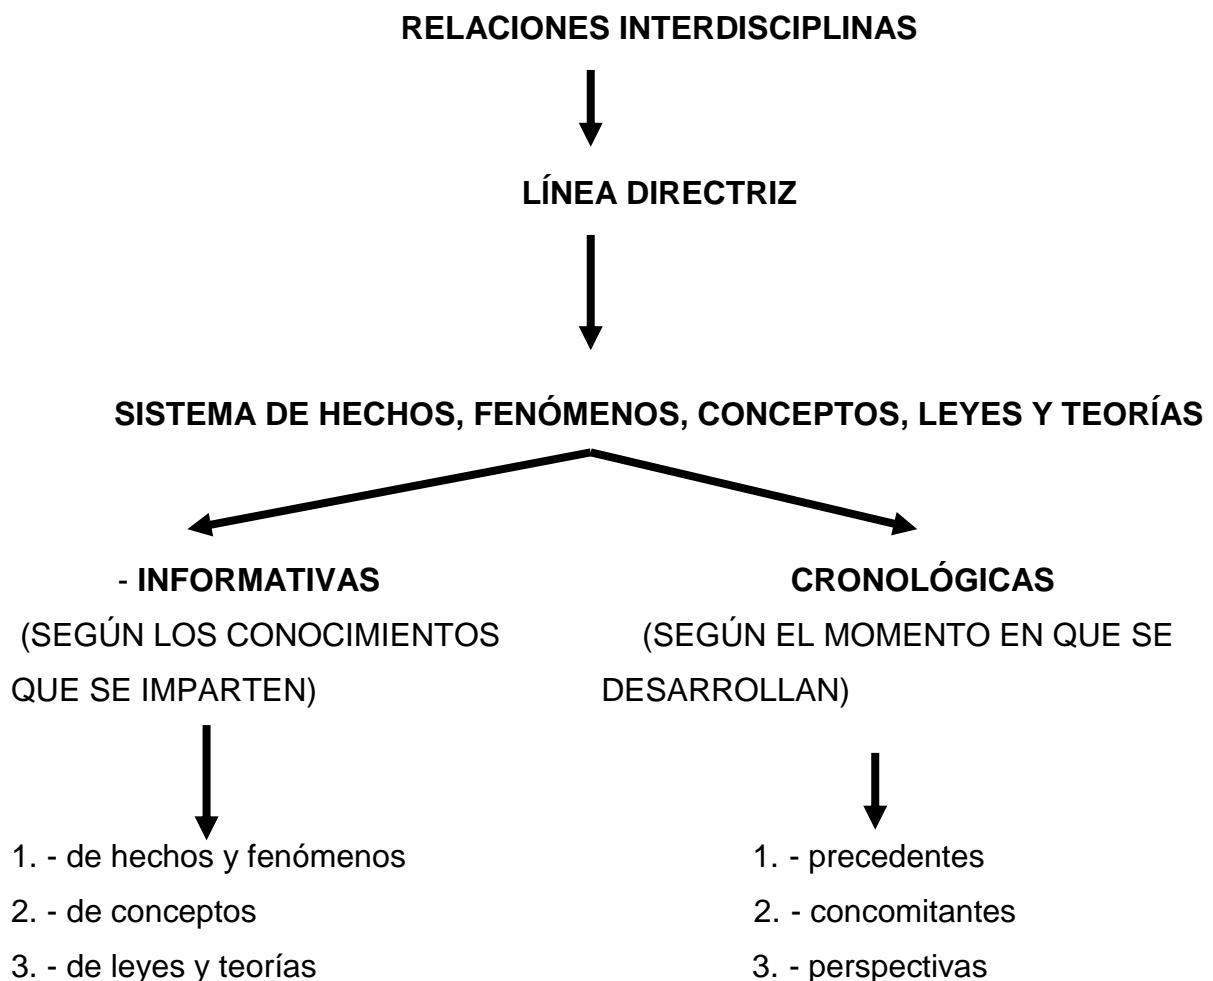 RELACIONES INTERDISCIPLINAS
LÍNEA DIRECTRIZ
SISTEMA DE HECHOS, FENÓMENOS, CONCEPTOS, LEYES Y TEORÍAS
- INFORMATIVAS
(SEGÚN LOS CONOCIMIENTOS
QUE SE IMPARTEN)
CRONOLÓGICAS
(SEGÚN EL MOMENTO EN QUE SE
DESARROLLAN)
1. - de hechos y fenómenos
2. - de conceptos
3. - de leyes y teorías
1. - precedentes
2. - concomitantes
3. - perspectivas